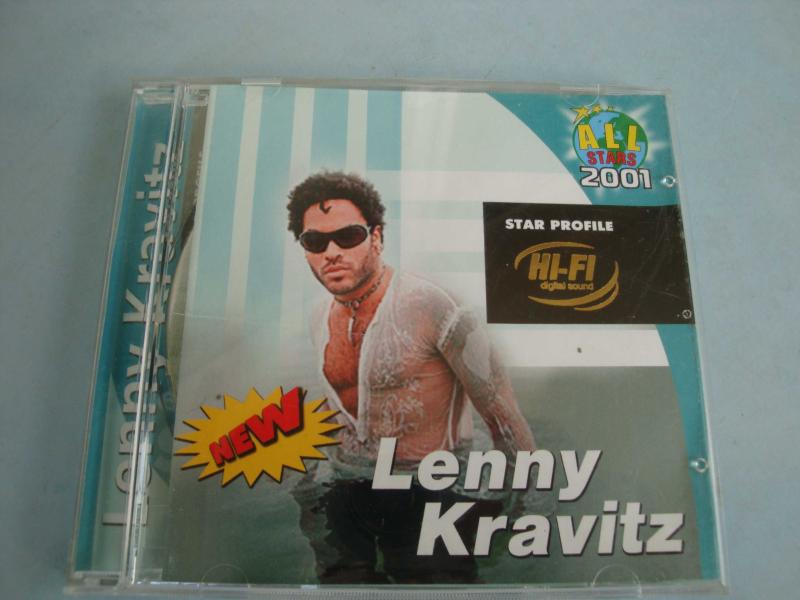 Lenny Kravitz
ALL
STARS
2001
STAR PROFILE
HI-FI
digital sound
NEW
Lenny
Kravitz